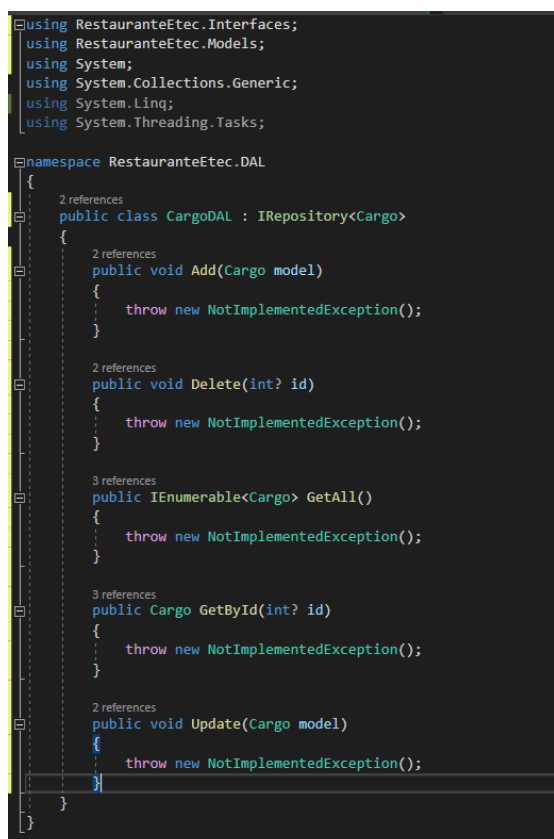 using RestauranteEtec.Interfaces;
using RestauranteEtec.Models;
using System;
using System.Collections.Generic;
using System.Linq;
using System.Threading.Tasks;
namespace RestauranteEtec.DAL
{
2 references
public class CargoDAL : IRepository<Cargo>
{
2 references
public void Add(Cargo model)
{
throw new NotImplementedException();
}
2 references
public void Delete(int? id)
{
throw new NotImplementedException();
}
3 references
public IEnumerable<Cargo> GetAll()
{
throw new NotImplementedException();
}
3 references
public Cargo GetById(int? id)
{
throw new NotImplementedException();
}
2 references
public void Update(Cargo model)
{
throw new NotImplementedException();
}
}
}